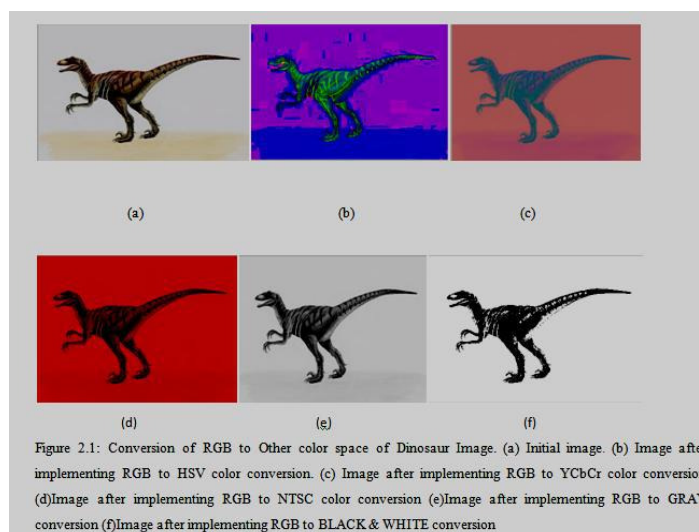 (a) (b) (c)
(d) (e) (f)
Figure 2.1: Conversion of RGB to Other color space of Dinosaur Image. (a) Initial image. (b) Image afte
implementing RGB to HSV color conversion. (c) Image after implementing RGB to YCbCr color conversion
(d)Image after implementing RGB to NTSC color conversion (e)Image after implementing RGB to GRAY
conversion (f)Image after implementing RGB to BLACK & WHITE conversion